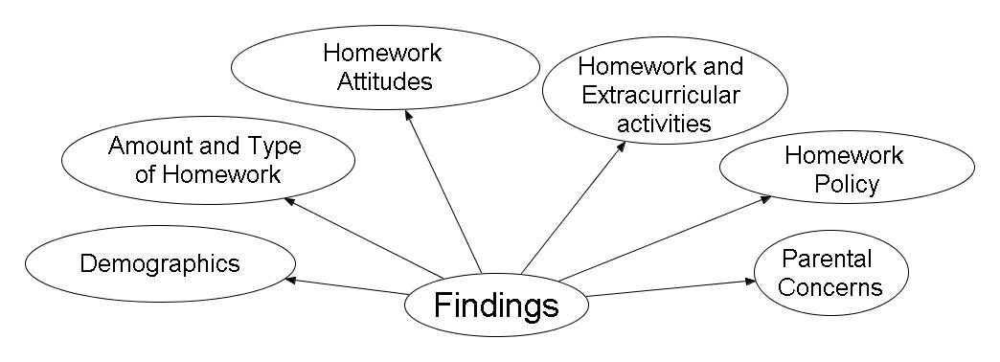 Homework
Attitudes
Homework and
Extracurricular
activities
Amount and Type
of Homework
Homework
Policy
Demographics
Parental
Concerns
Findings